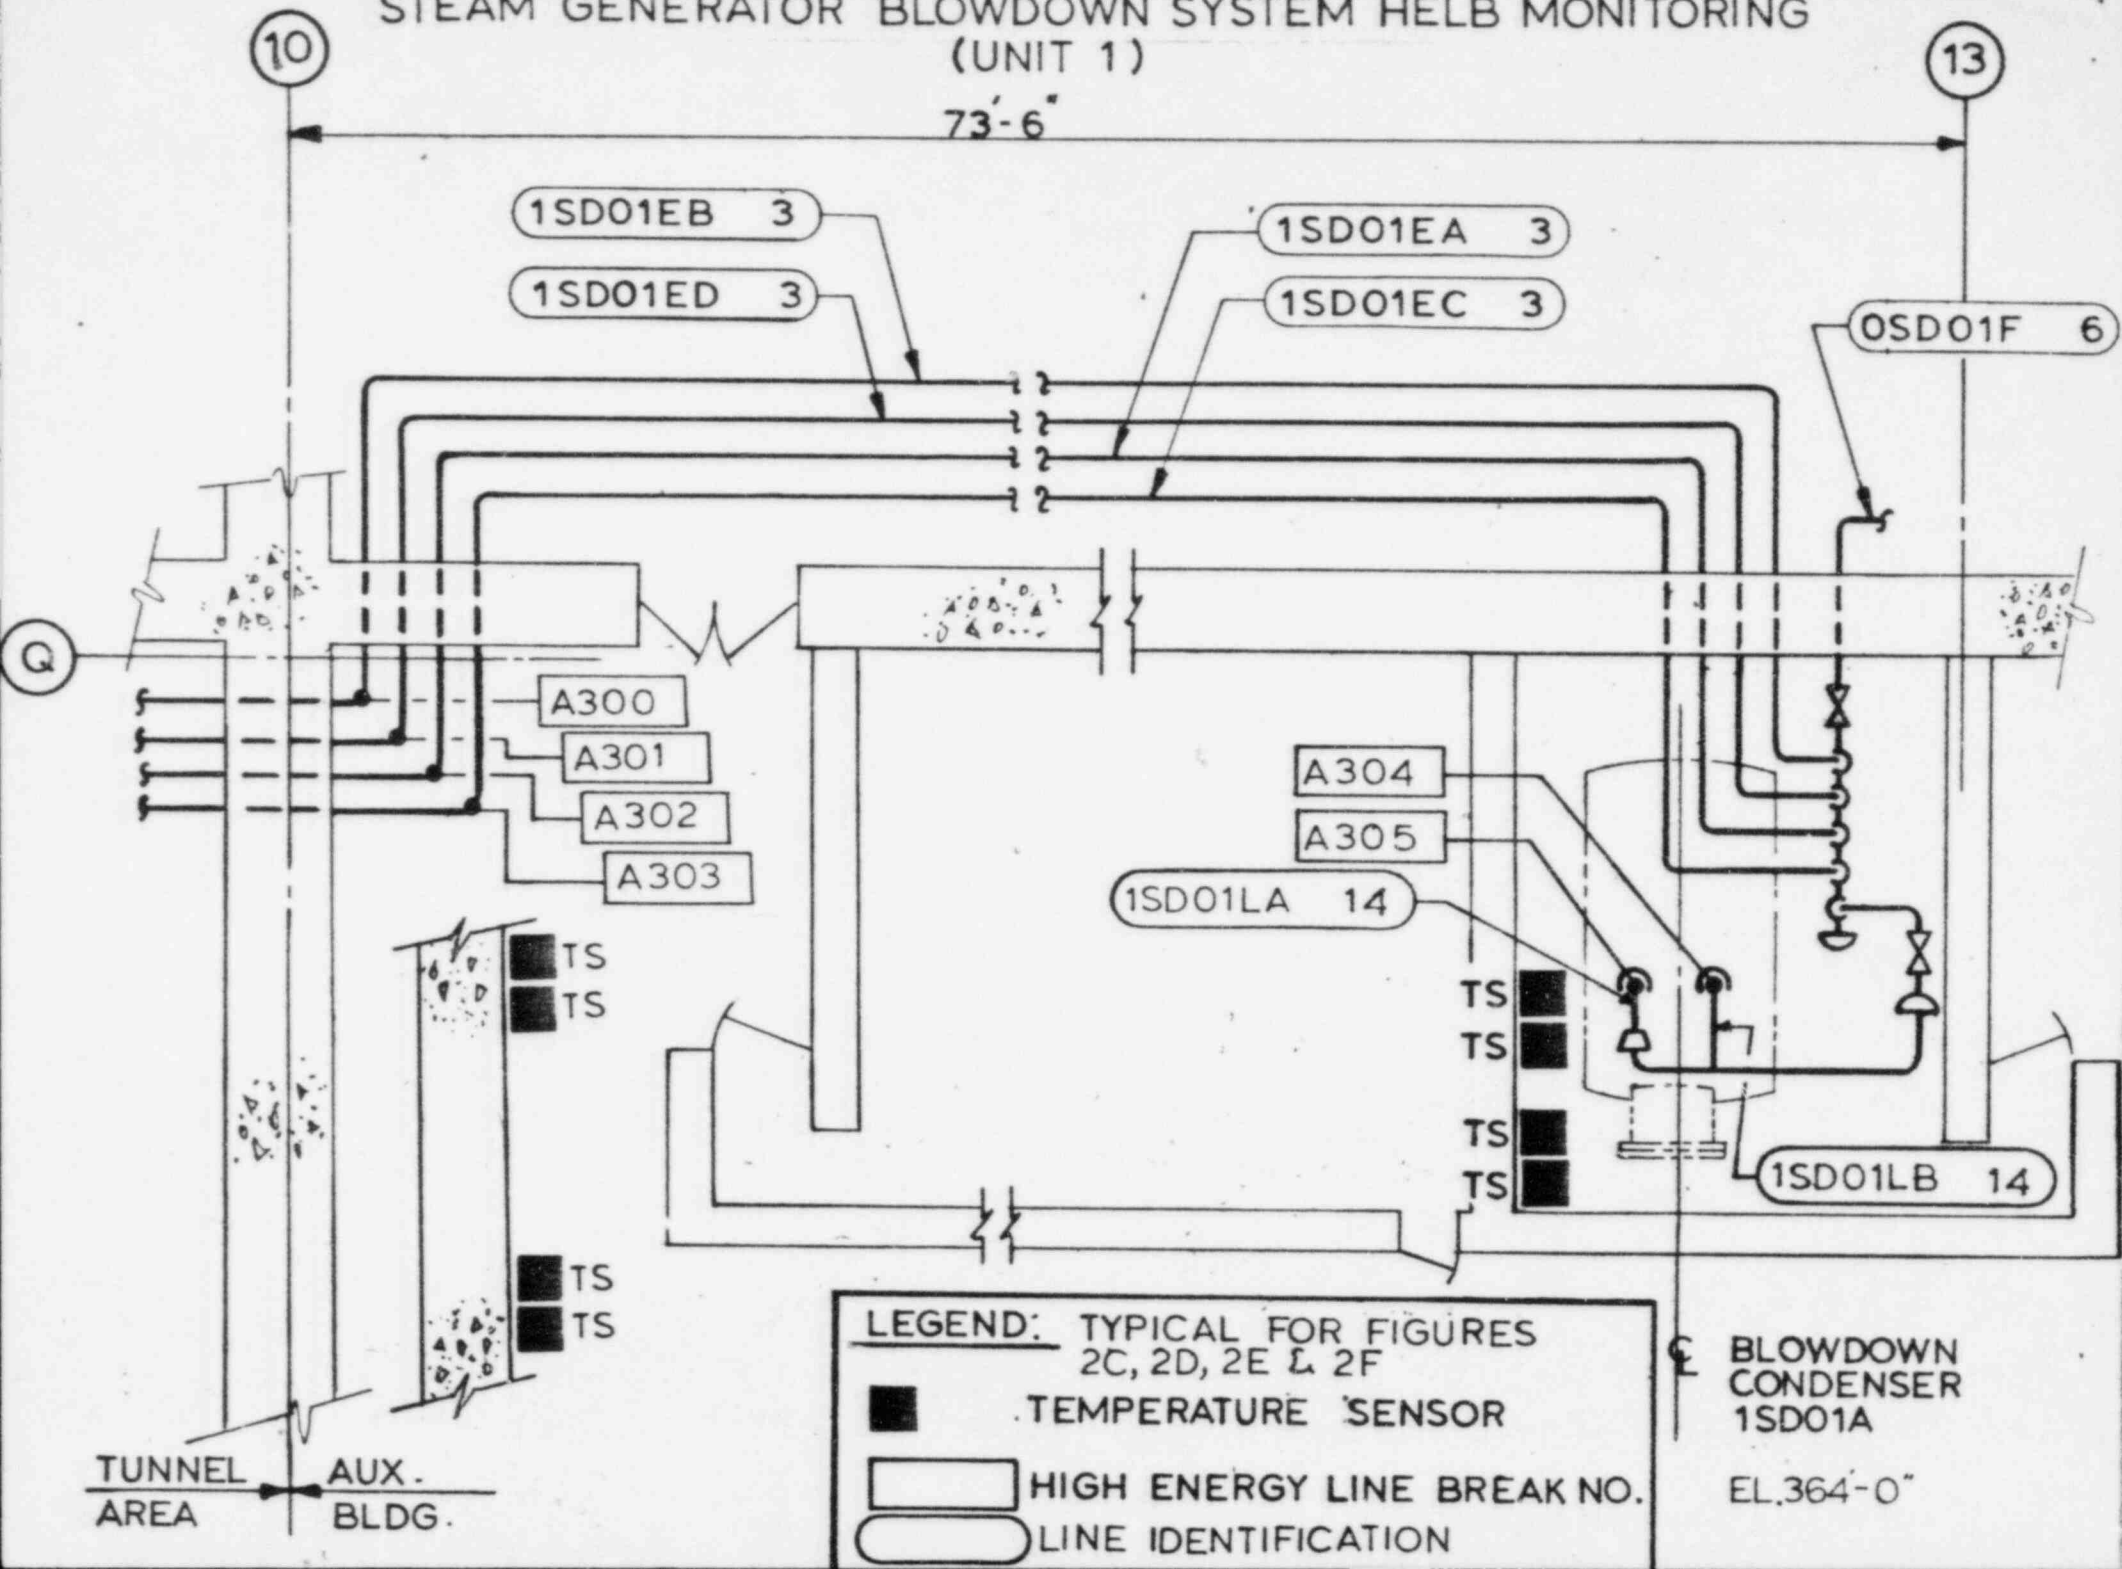 STEAM GENERATOR BLOWDOWN SYSTEM HELB MONITORING
(UNIT 1)
10
13
73'-6"
1SD01EB 3
1SD01EA 3
1SD01ED 3
1SD01EC 3
0SD01F 6
Q
A300
A301
A302
A303
A304
A305
1SD01LA 14
TS
TS
TS
TS
TS
TS
1SD01LB 14
TS
TS
LEGEND: TYPICAL FOR FIGURES
2C, 2D, 2E & 2F
TEMPERATURE SENSOR
HIGH ENERGY LINE BREAK NO.
LINE IDENTIFICATION
℄ BLOWDOWN
CONDENSER
1SD01A
EL.364'-0"
TUNNEL
AREA
AUX.
BLDG.